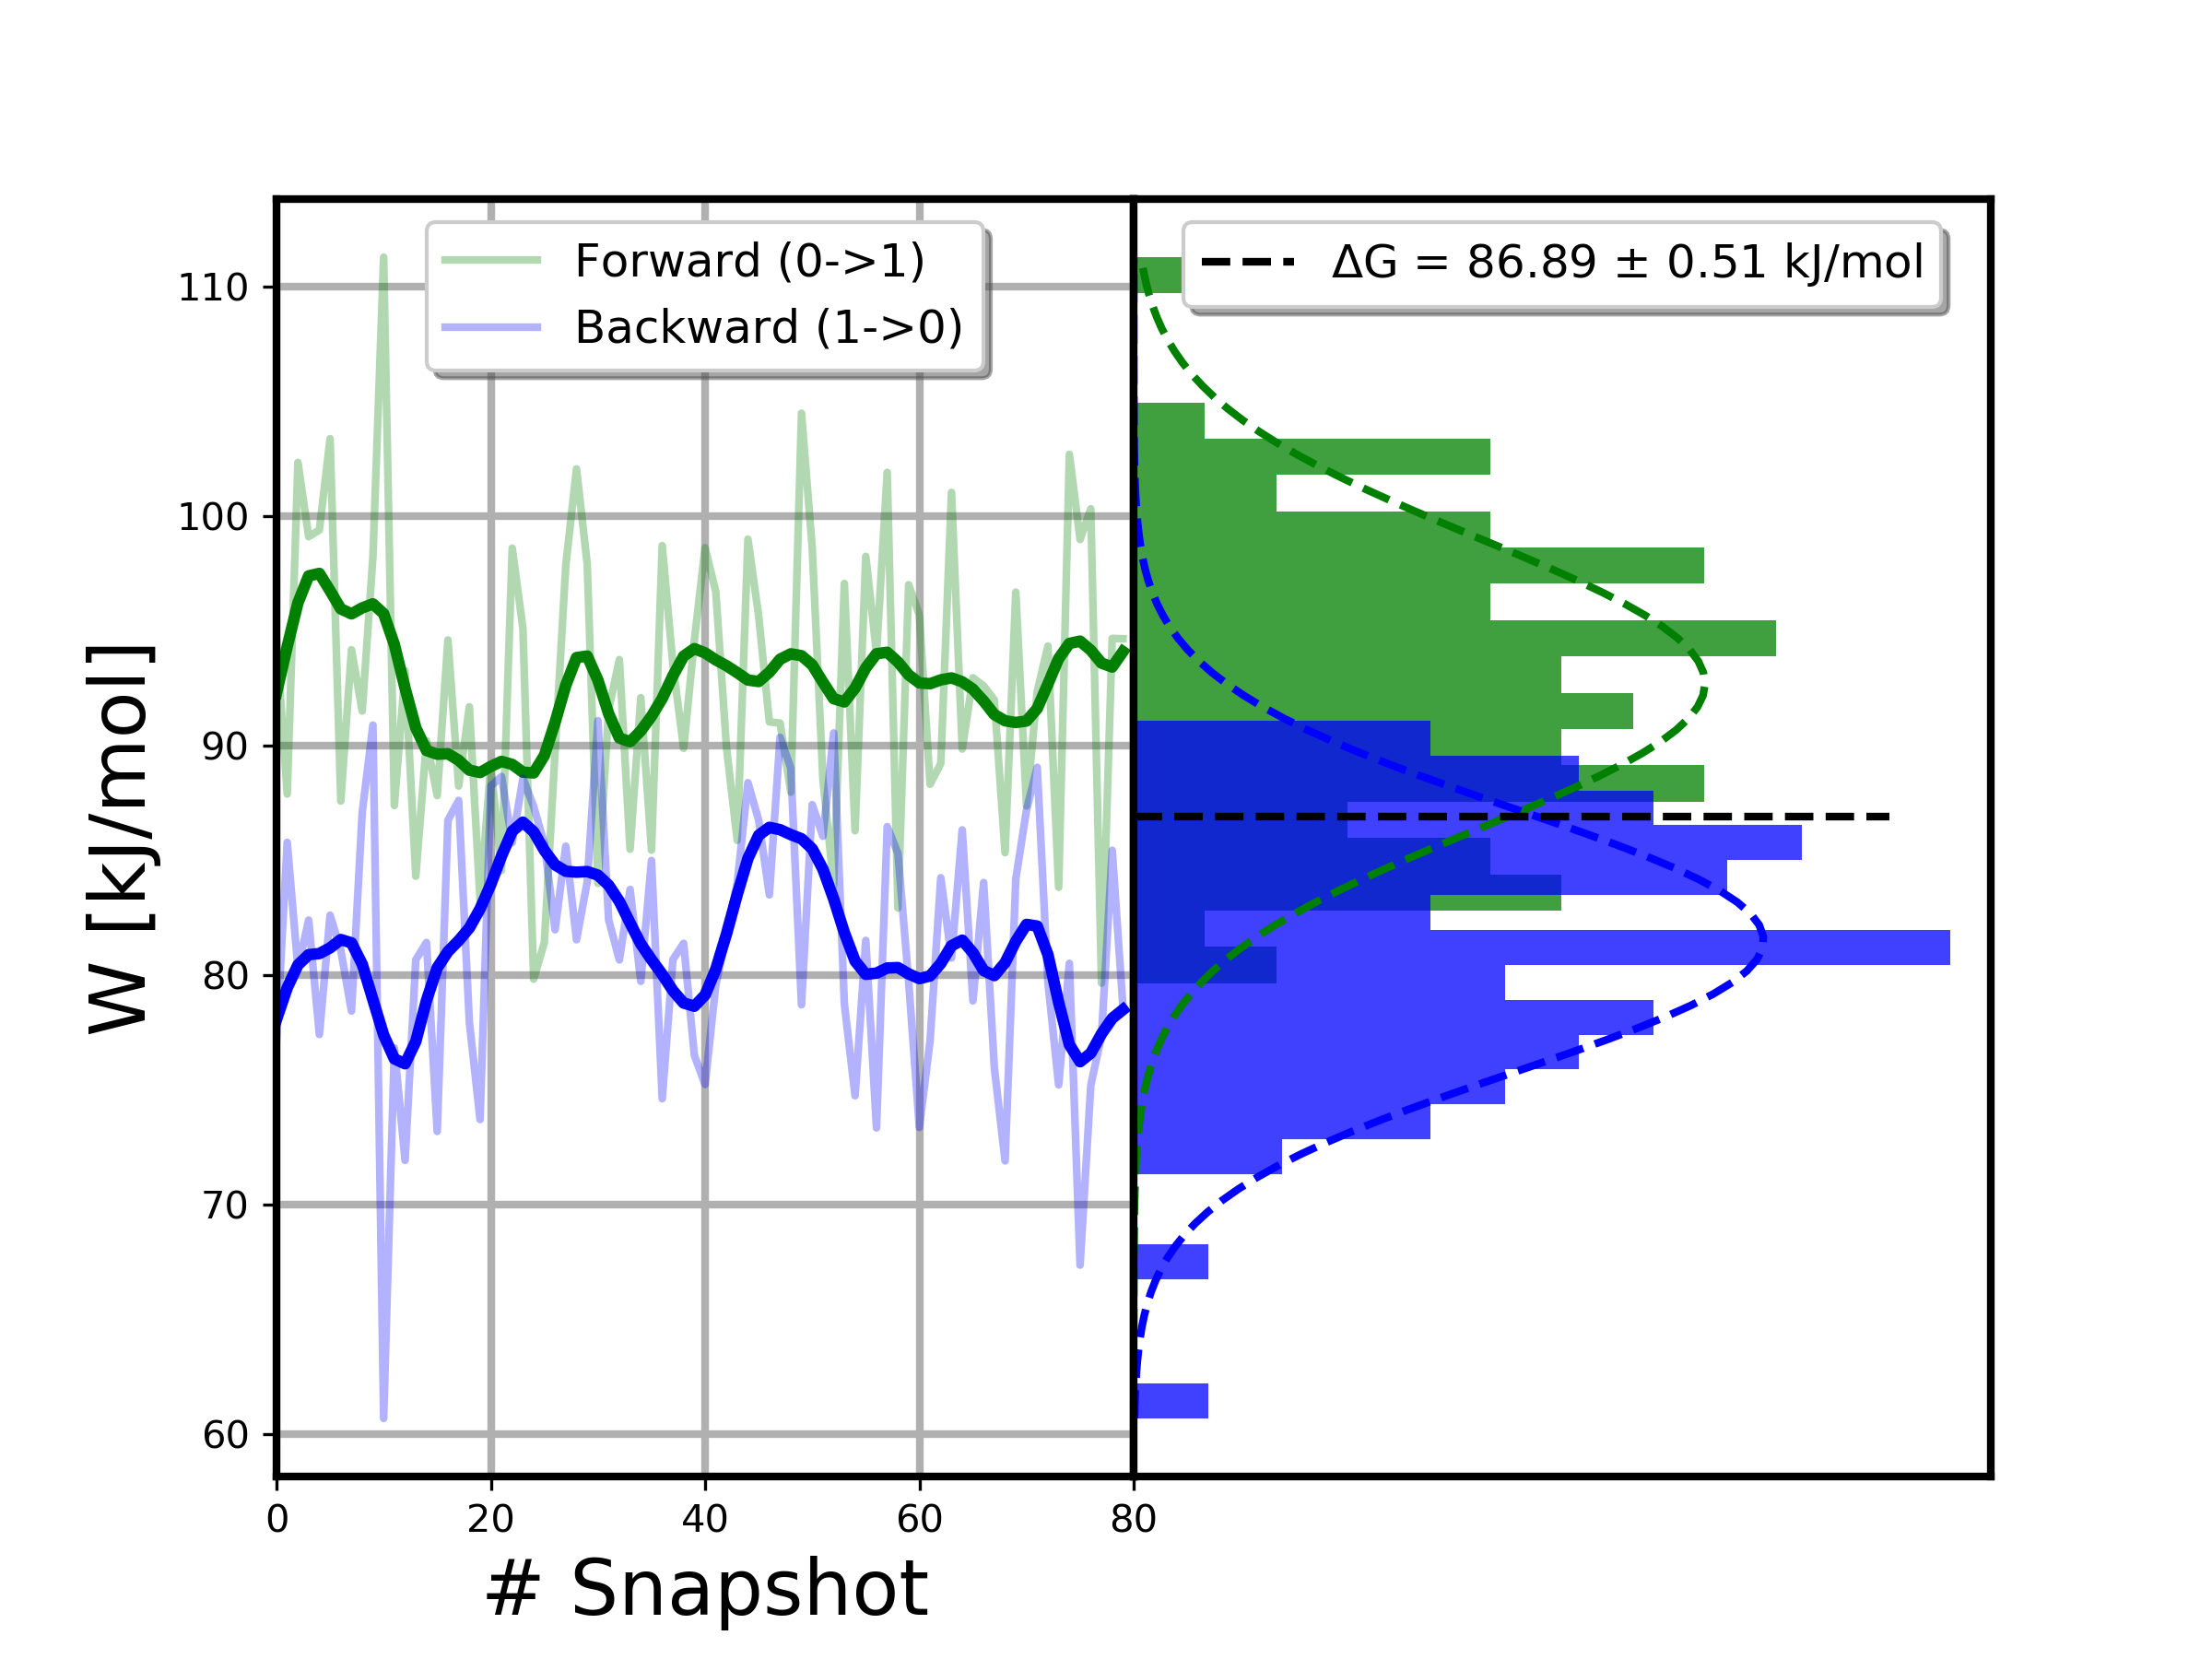 Forward (0->1)
Backward (1->0)
ΔG = 86.89 ± 0.51 kJ/mol
110
100
90
80
70
60
W [kJ/mol]
0 20 40 60 80
# Snapshot